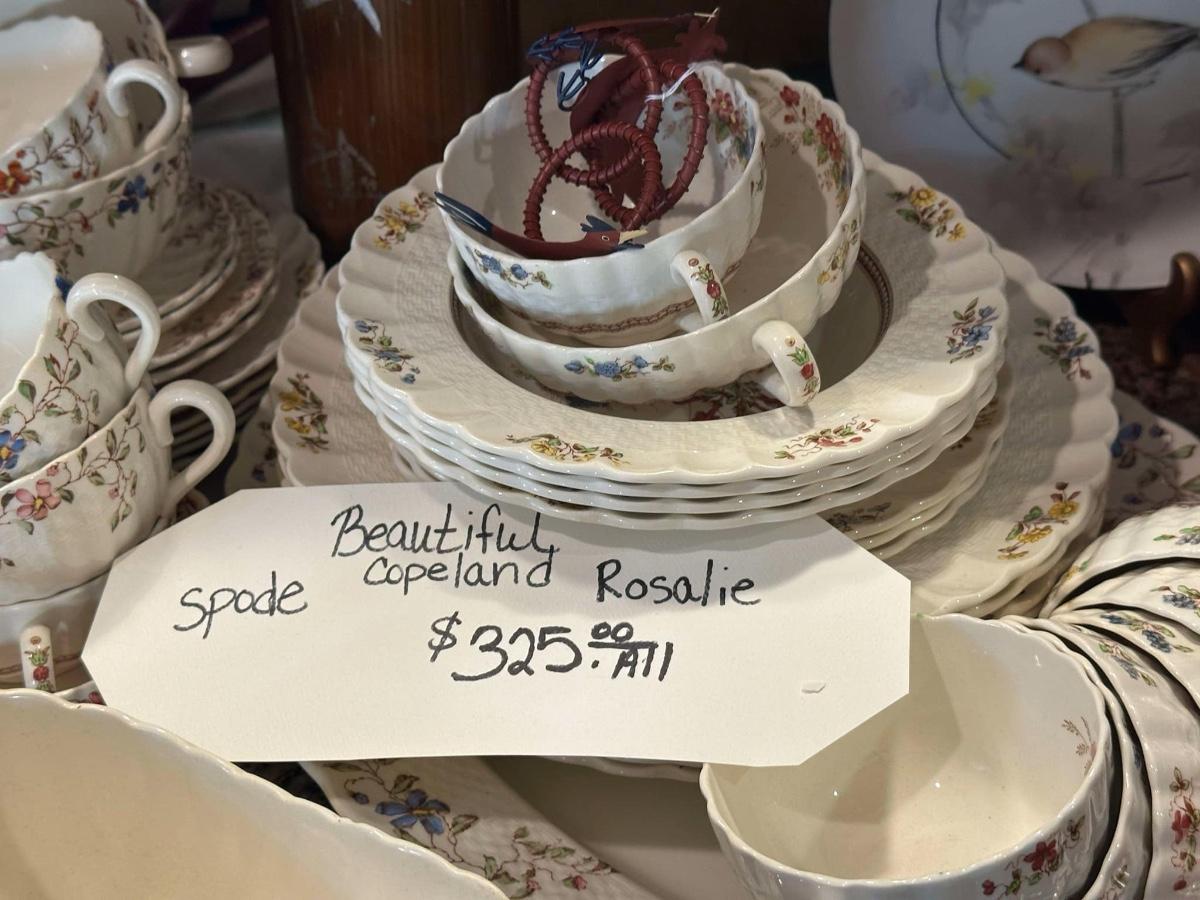 Beautiful,
Copeland
Spode Rosalie
$325.00 All